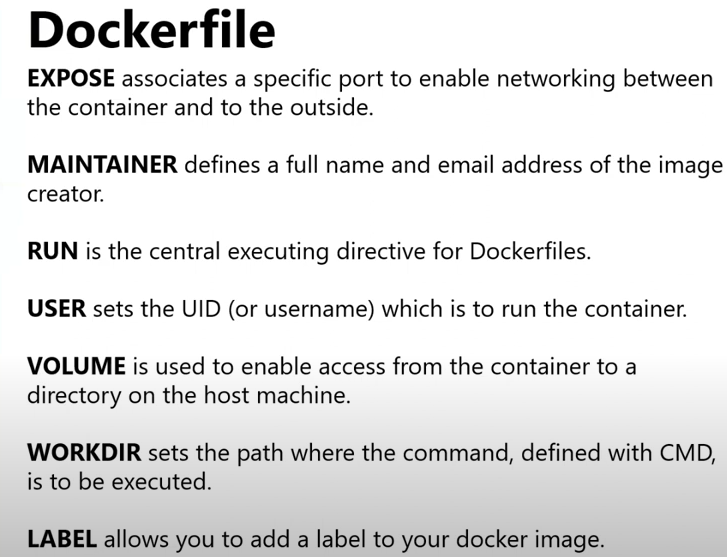 Dockerfile
EXPOSE associates a specific port to enable networking between
the container and to the outside.
MAINTAINER defines a full name and email address of the image
creator.
RUN is the central executing directive for Dockerfiles.
USER sets the UID (or username) which is to run the container.
VOLUME is used to enable access from the container to a
directory on the host machine.
WORKDIR sets the path where the command, defined with CMD,
is to be executed.
LABEL allows you to add a label to your docker image.